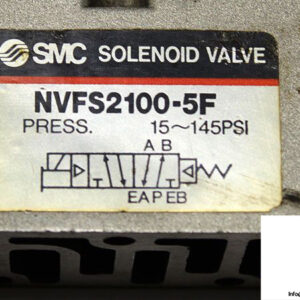 SMC SOLENOID VALVE
NVFS2100-5F
PRESS. 15~145PSI
A B
EA P EB